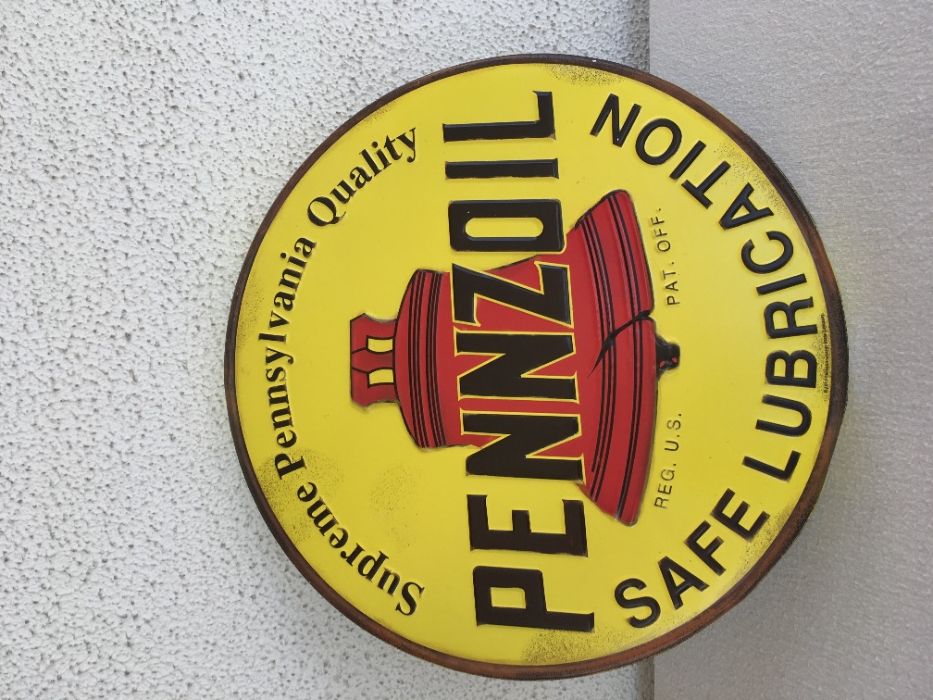 Supreme Pennsylvania Quality
PENNZOIL
REG. U.S. PAT. OFF.
SAFE LUBRICATION